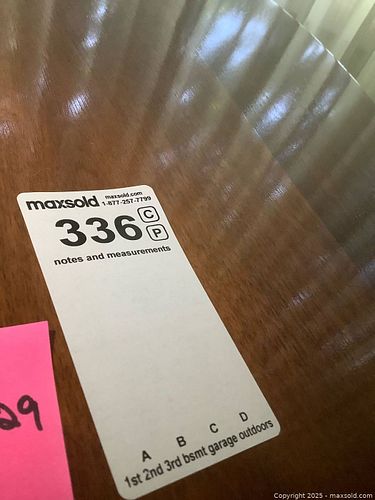 maxsold maxsold.com
1-877-257-7799
336 C
P
notes and measurements
29
A B C D
1st 2nd 3rd bsmt garage outdoors
Copyright 2025 - maxsold.com